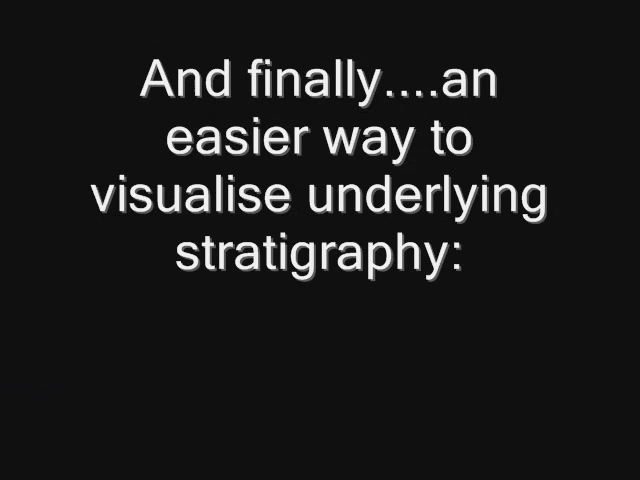 And finally....an
easier way to
visualise underlying
stratigraphy: